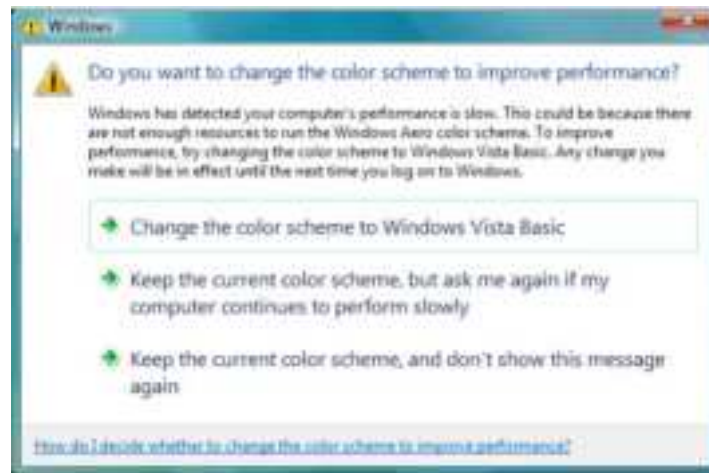 Windows
Do you want to change the color scheme to improve performance?
Windows has detected your computer's performance is slow. This could be because there
are not enough resources to run the Windows Aero color scheme. To improve
performance, try changing the color scheme to Windows Vista Basic. Any change you
make will be in effect until the next time you log on to Windows.
Change the color scheme to Windows Vista Basic
Keep the current color scheme, but ask me again if my
computer continues to perform slowly
Keep the current color scheme, and don't show this message
again
How do I decide whether to change the color scheme to improve performance?